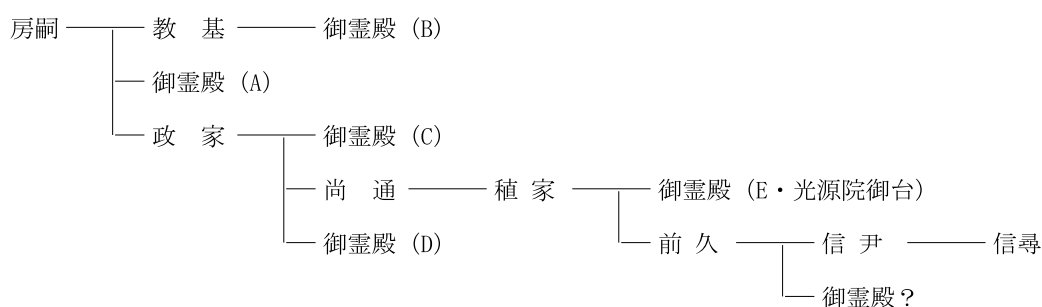 房嗣 教 基 御霊殿 (B)
御霊殿 (A)
政 家 御霊殿 (C)
尚 通 稙 家 御霊殿 (E・光源院御台)
御霊殿 (D) 前 久 信 尹 信尋
御霊殿？